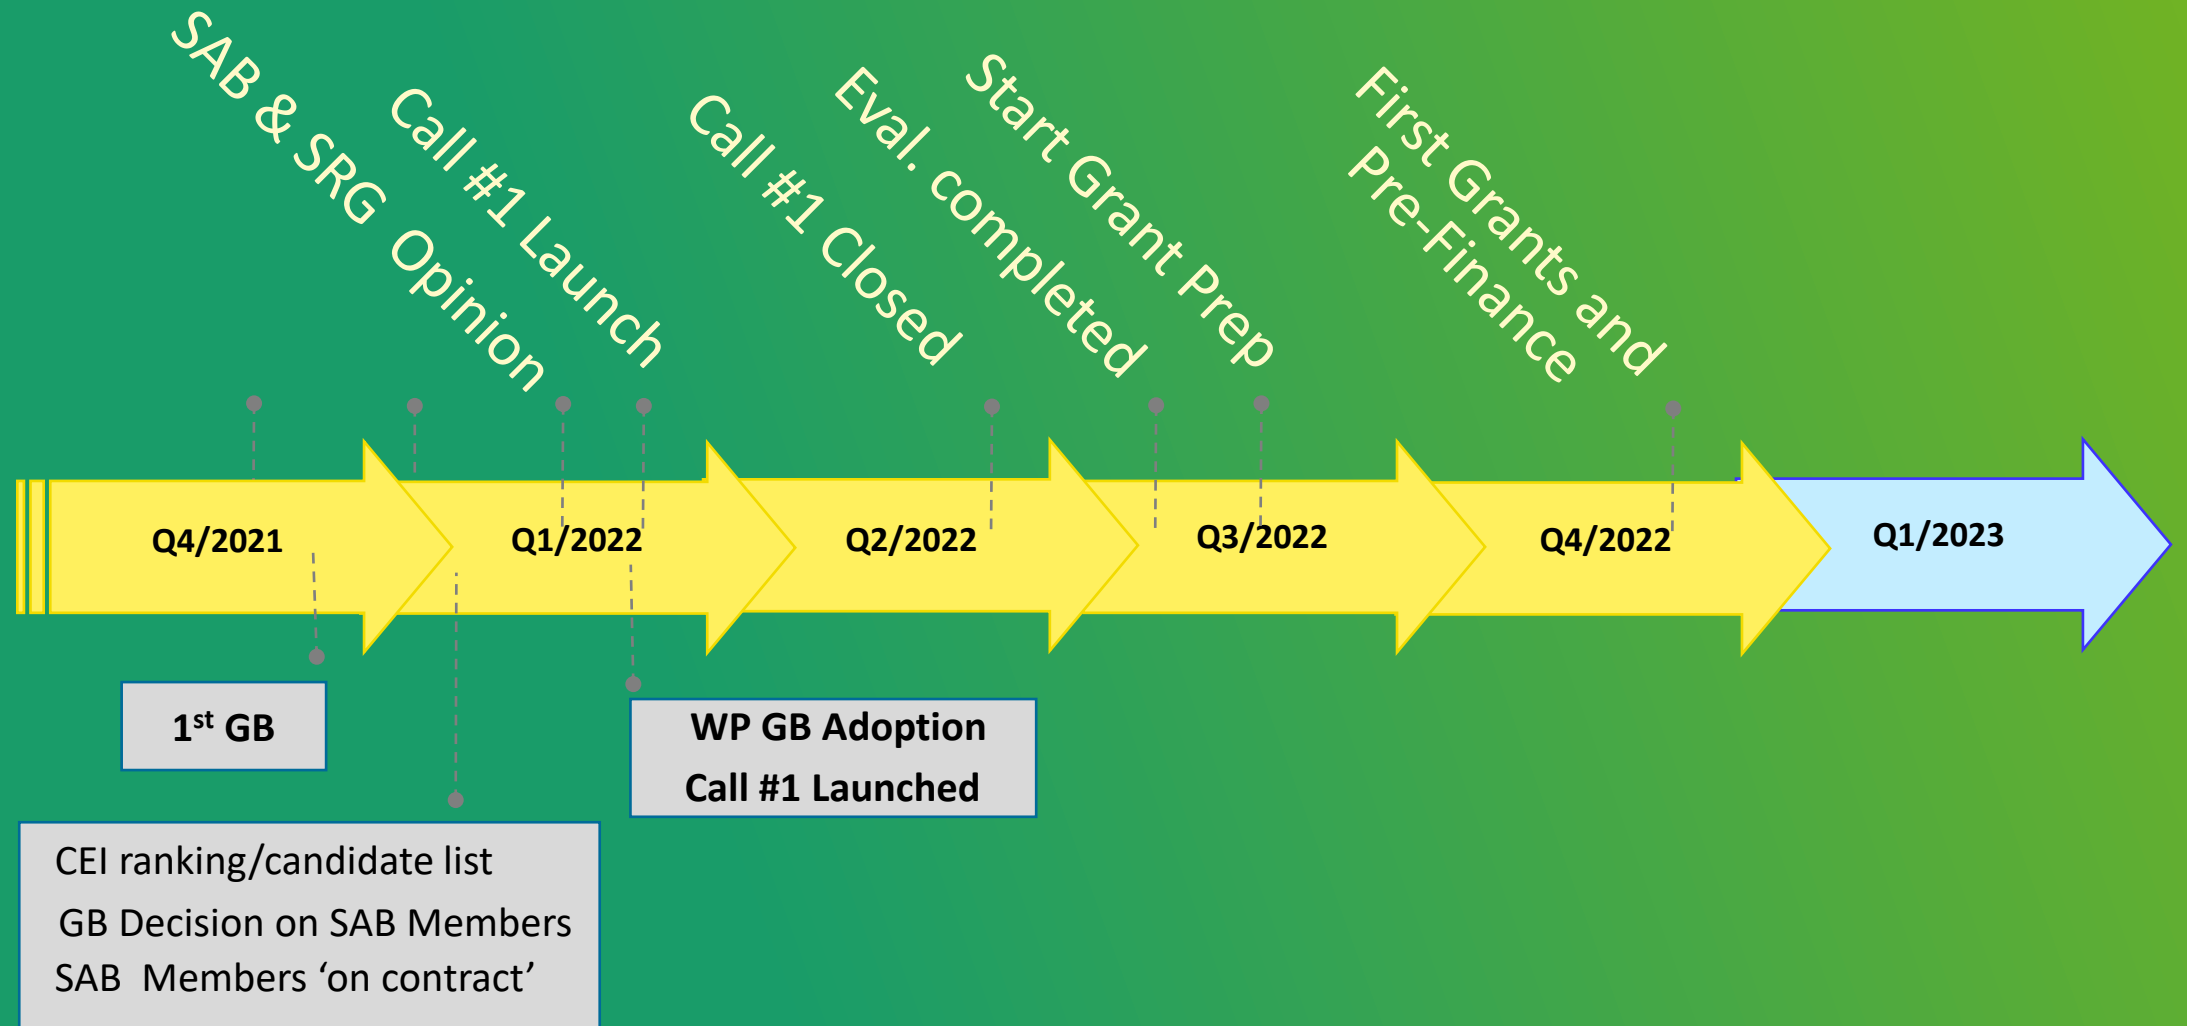 SAB & SRG Opinion
Call #1 Launch
Call #1 Closed
Eval. completed
Start Grant Prep
First Grants and
Pre-Finance
Q4/2021
Q1/2022
Q2/2022
Q3/2022
Q4/2022
Q1/2023
1st GB
WP GB Adoption
Call #1 Launched
CEI ranking/candidate list
GB Decision on SAB Members
SAB Members ‘on contract’